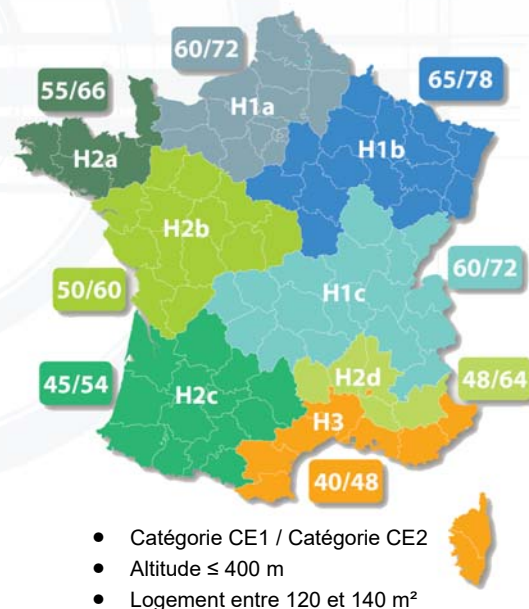 60/72
55/66
65/78
H1a
H1b
H2a
H2b
60/72
H1c
50/60
45/54
H2c
H2d
48/64
H3
40/48
• Catégorie CE1 / Catégorie CE2
• Altitude ≤ 400 m
• Logement entre 120 et 140 m²